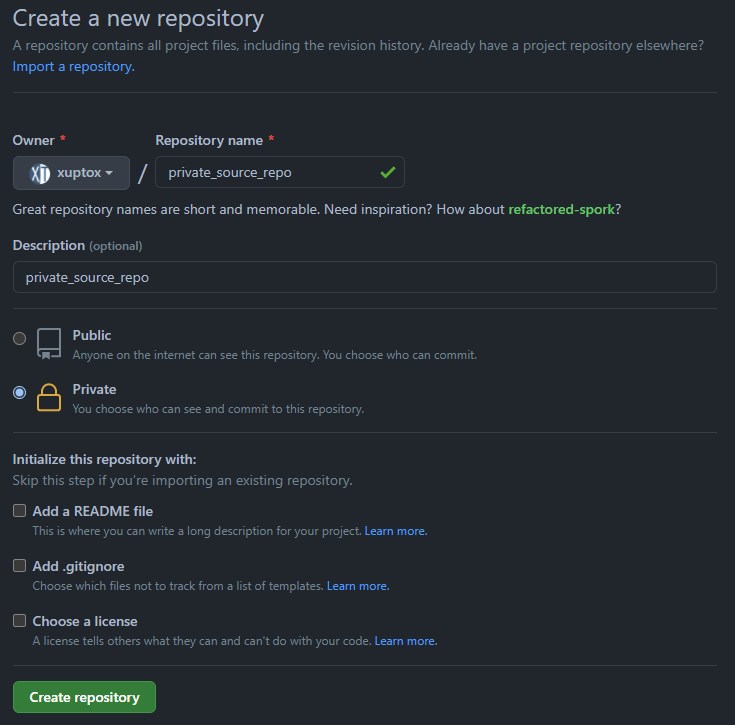 Create a new repository
A repository contains all project files, including the revision history. Already have a project repository elsewhere?
Import a repository.
Owner * Repository name *
xuptox / private_source_repo
Great repository names are short and memorable. Need inspiration? How about refactored-spork?
Description (optional)
private_source_repo
Public
Anyone on the internet can see this repository. You choose who can commit.
Private
You choose who can see and commit to this repository.
Initialize this repository with:
Skip this step if you're importing an existing repository.
Add a README file
This is where you can write a long description for your project. Learn more.
Add .gitignore
Choose which files not to track from a list of templates. Learn more.
Choose a license
A license tells others what they can and can't do with your code. Learn more.
Create repository